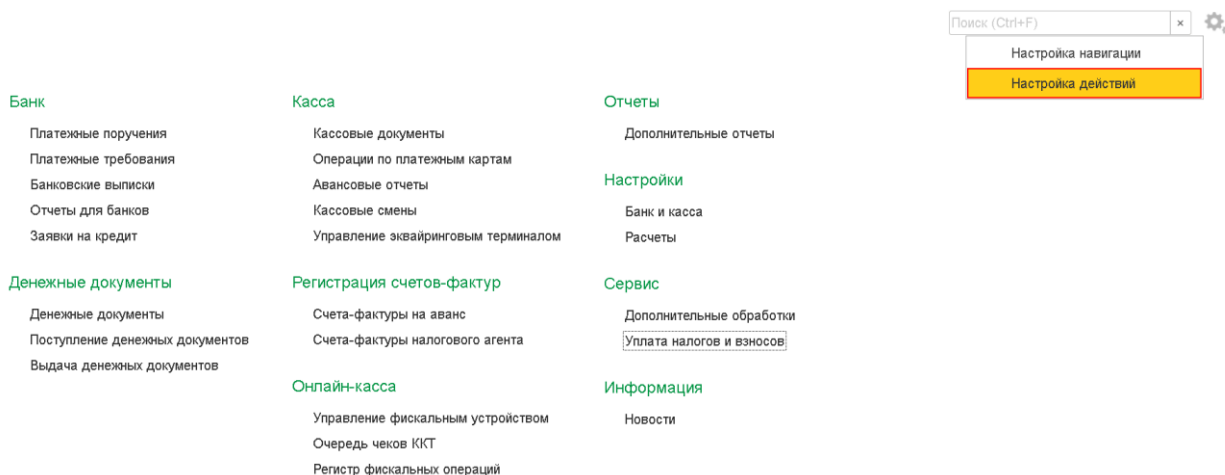 Поиск (Ctrl+F)
×
Настройка навигации
Настройка действий
Банк
Платежные поручения
Платежные требования
Банковские выписки
Отчеты для банков
Заявки на кредит
Денежные документы
Денежные документы
Поступление денежных документов
Выдача денежных документов
Касса
Кассовые документы
Операции по платежным картам
Авансовые отчеты
Кассовые смены
Управление эквайринговым терминалом
Регистрация счетов-фактур
Счета-фактуры на аванс
Счета-фактуры налогового агента
Онлайн-касса
Управление фискальным устройством
Очередь чеков ККТ
Регистр фискальных операций
Отчеты
Дополнительные отчеты
Настройки
Банк и касса
Расчеты
Сервис
Дополнительные обработки
Уплата налогов и взносов
Информация
Новости